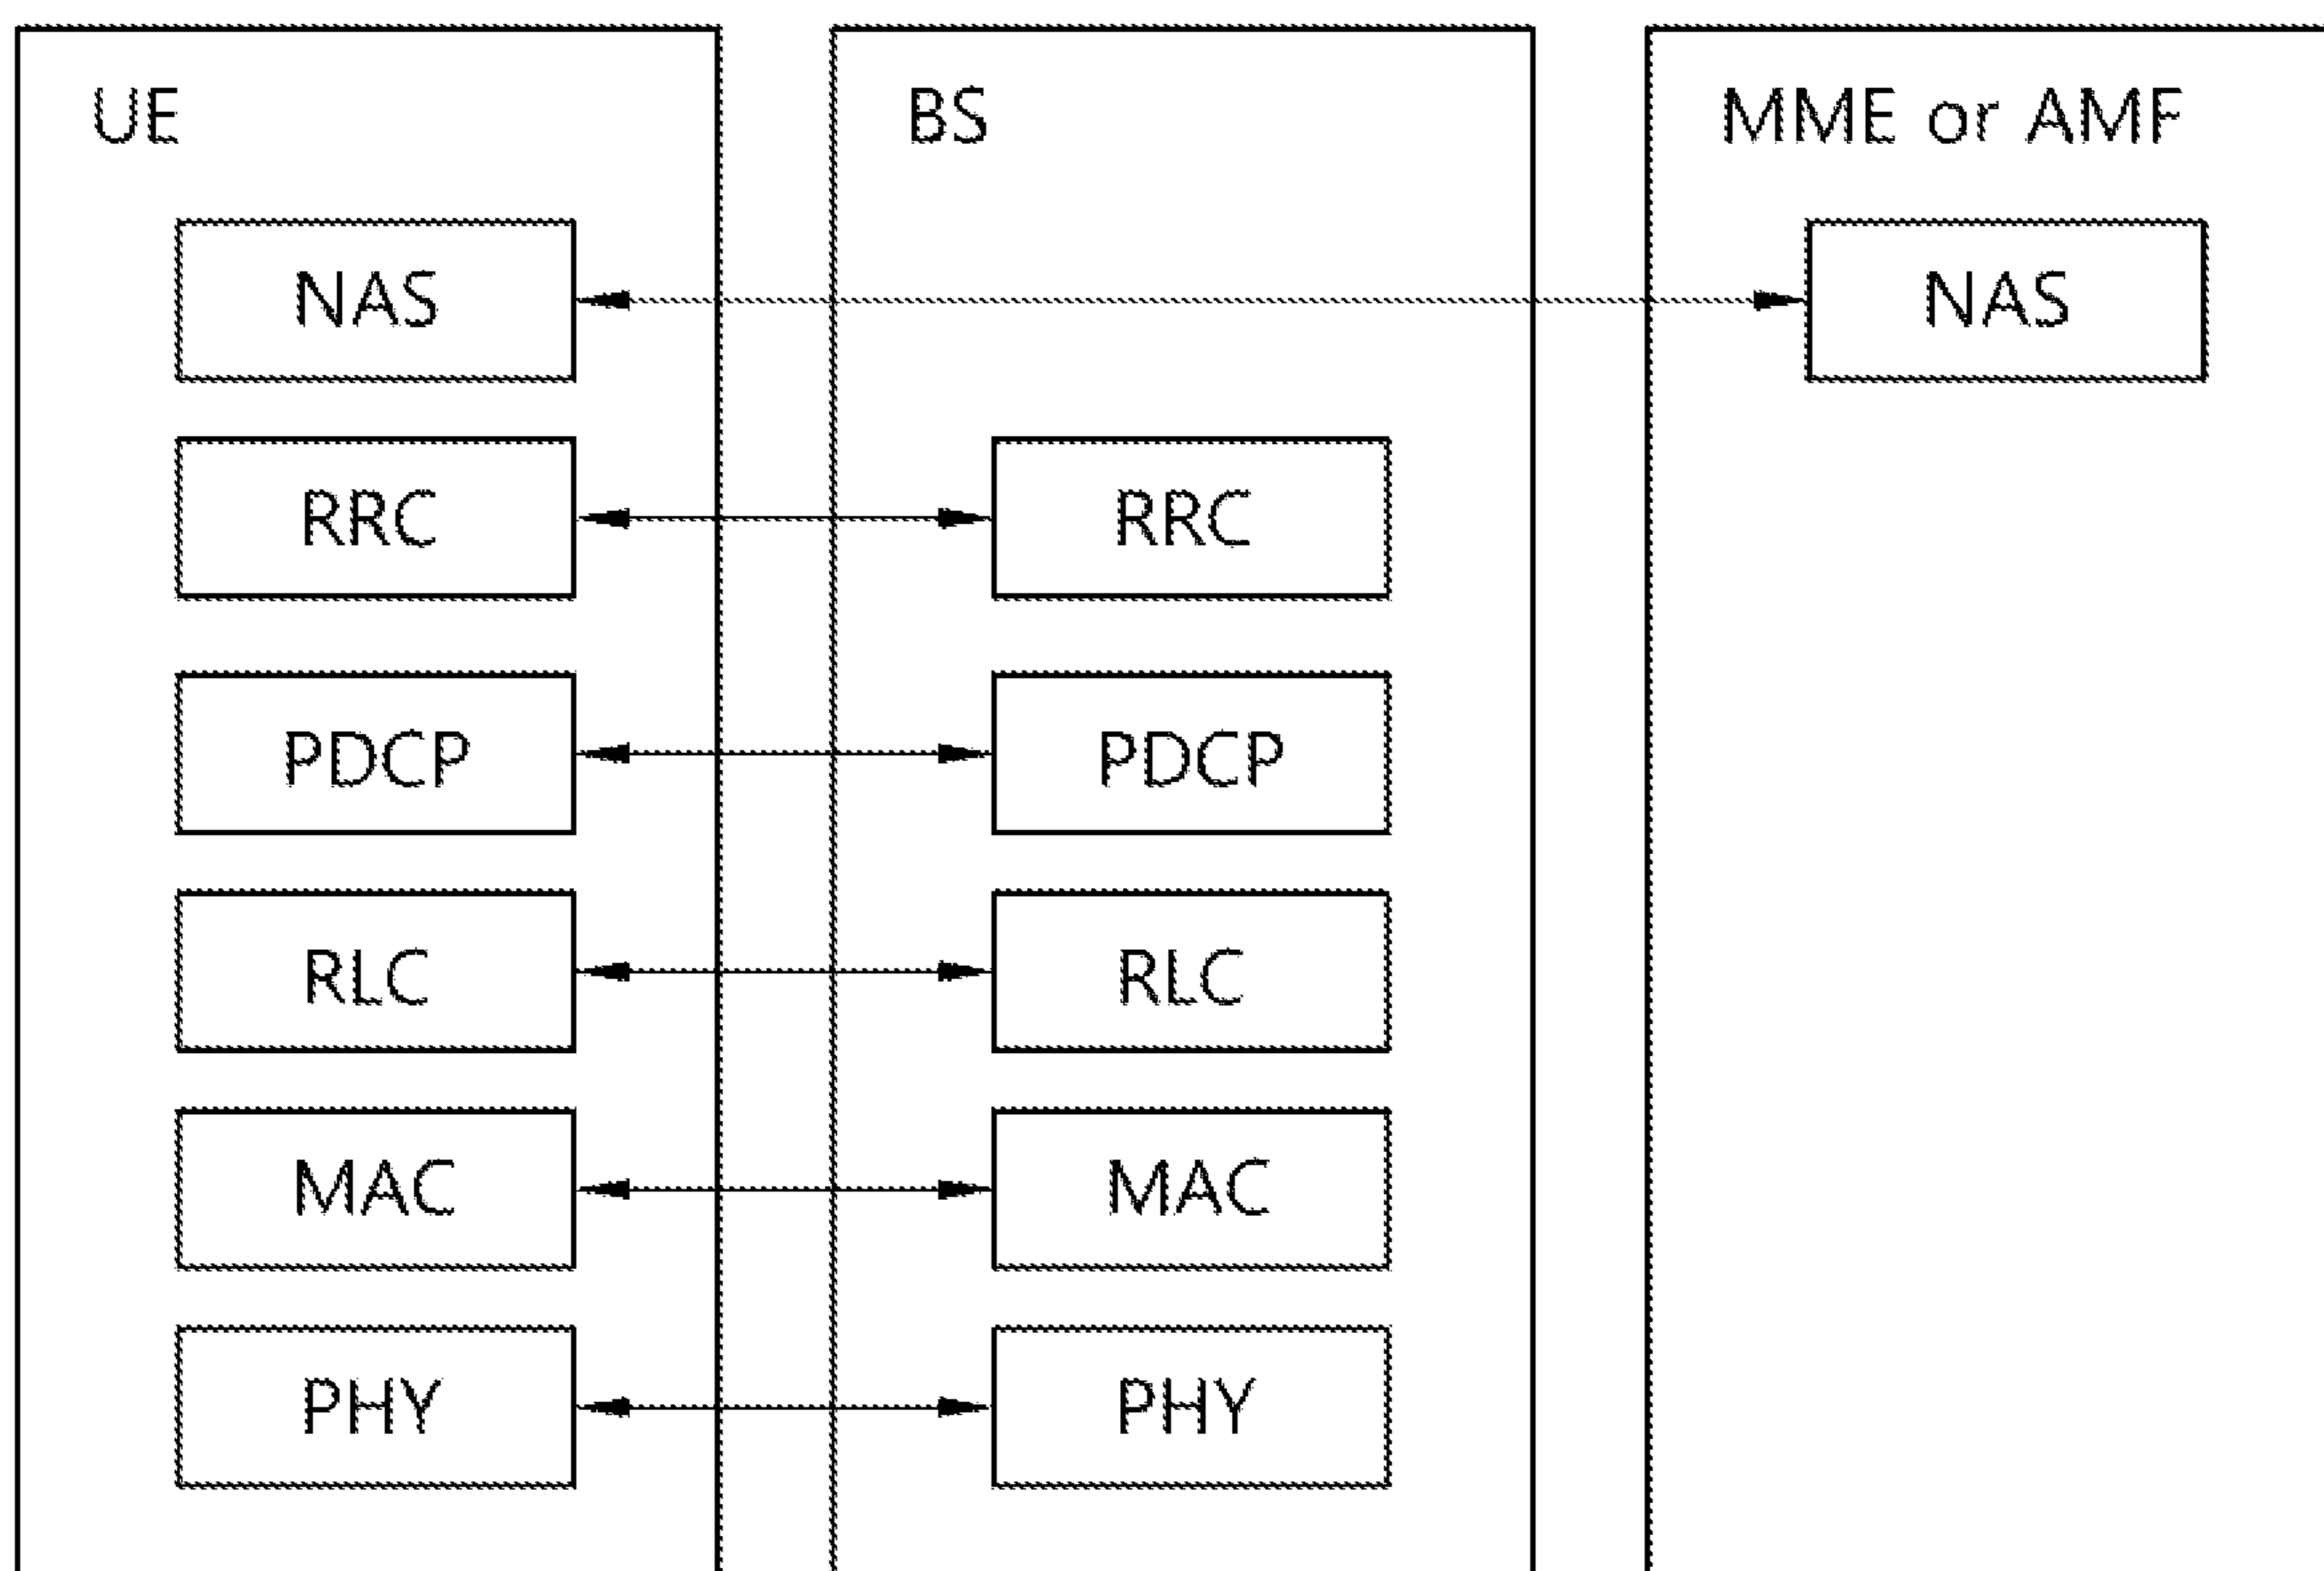 UE BS MME or AMF
NAS NAS
RRC RRC
PDCP PDCP
RLC RLC
MAC MAC
PHY PHY